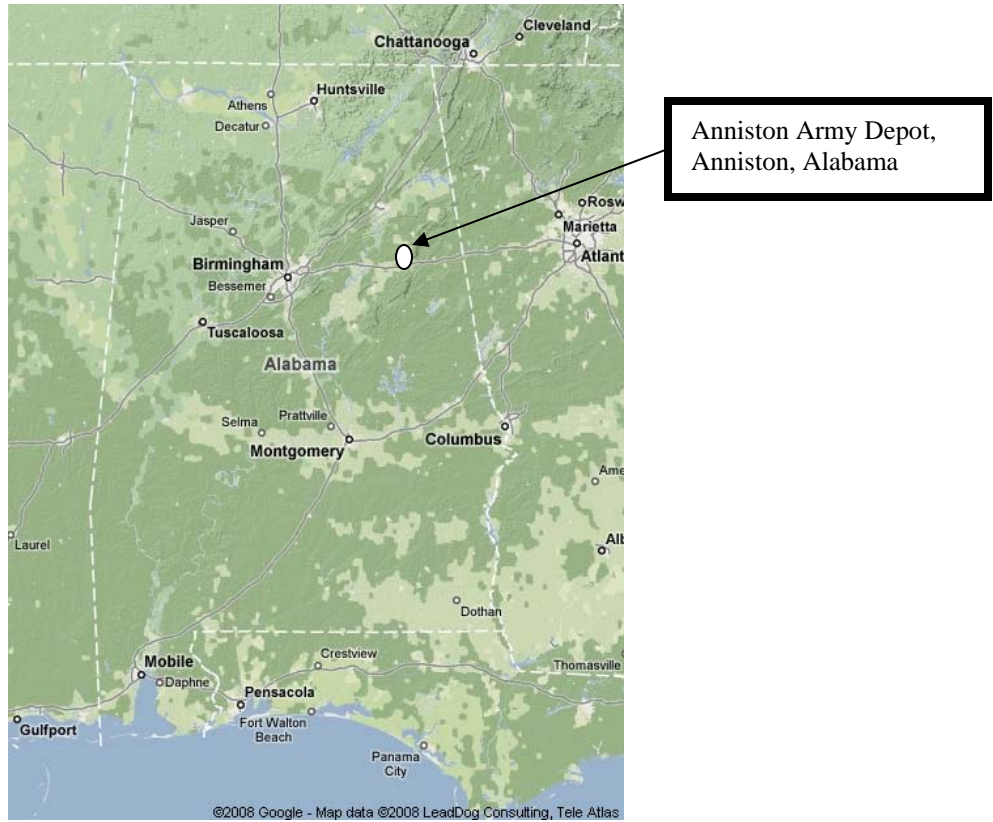 Cleveland
Chattanooga
Huntsville
Athens
Decatur
Anniston Army Depot,
Anniston, Alabama
Rosw
Jasper
Marietta
Birmingham
Atlant
Bessemer
Tuscaloosa
Alabama
Selma
Prattville
Columbus
Montgomery
Ame
Laurel
Alb
Dothan
Crestview
Mobile
Thomasville
Daphne
Pensacola
Gulfport
Fort Walton
Beach
Panama
City
©2008 Google - Map data ©2008 LeadDog Consulting, Tele Atlas